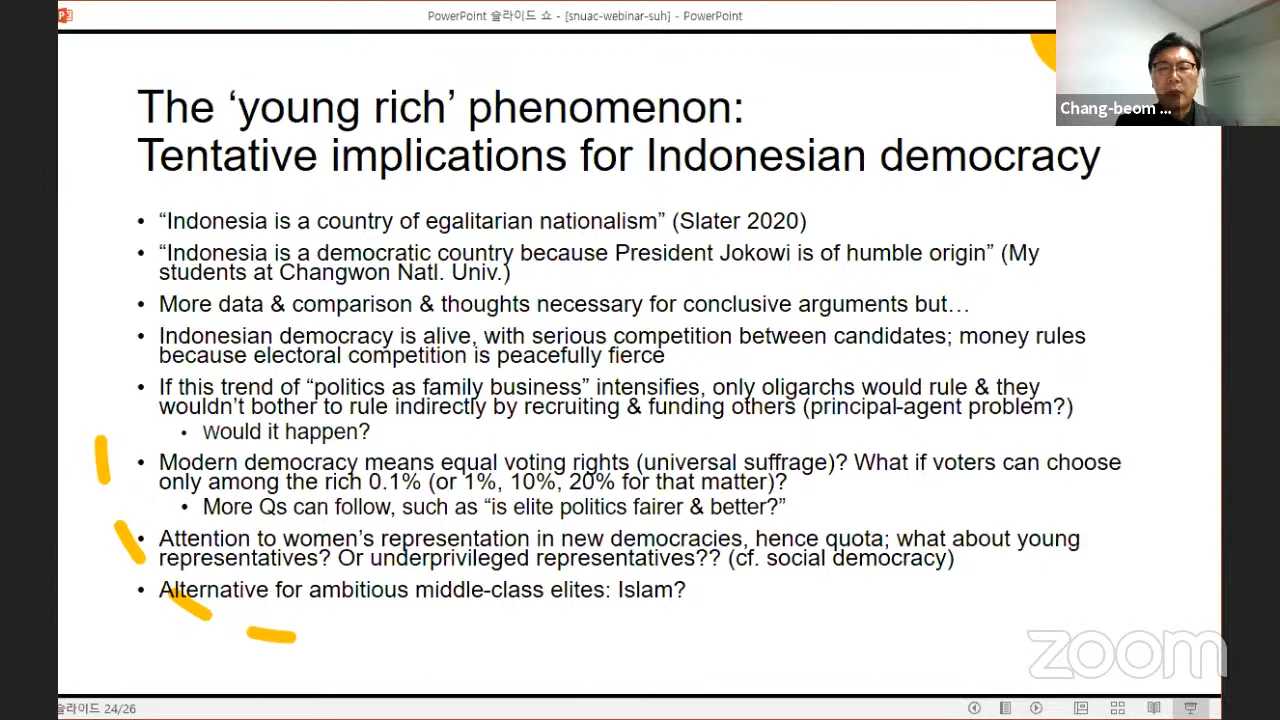 PowerPoint 슬라이드 쇼 - [snuac-webinar-suh] - PowerPoint
Chang-beom ...
The ‘young rich’ phenomenon:
Tentative implications for Indonesian democracy
• “Indonesia is a country of egalitarian nationalism” (Slater 2020)
• “Indonesia is a democratic country because President Jokowi is of humble origin” (My
students at Changwon Natl. Univ.)
• More data & comparison & thoughts necessary for conclusive arguments but…
• Indonesian democracy is alive, with serious competition between candidates; money rules
because electoral competition is peacefully fierce
• If this trend of “politics as family business” intensifies, only oligarchs would rule & they
wouldn’t bother to rule indirectly by recruiting & funding others (principal-agent problem?)
• Would it happen?
• Modern democracy means equal voting rights (universal suffrage)? What if voters can choose
only among the rich 0.1% (or 1%, 10%, 20% for that matter)?
• More Qs can follow, such as “is elite politics fairer & better?”
• Attention to women’s representation in new democracies, hence quota; what about young
representatives? Or underprivileged representatives?? (cf. social democracy)
• Alternative for ambitious middle-class elites: Islam?
zoom
슬라이드 24/26